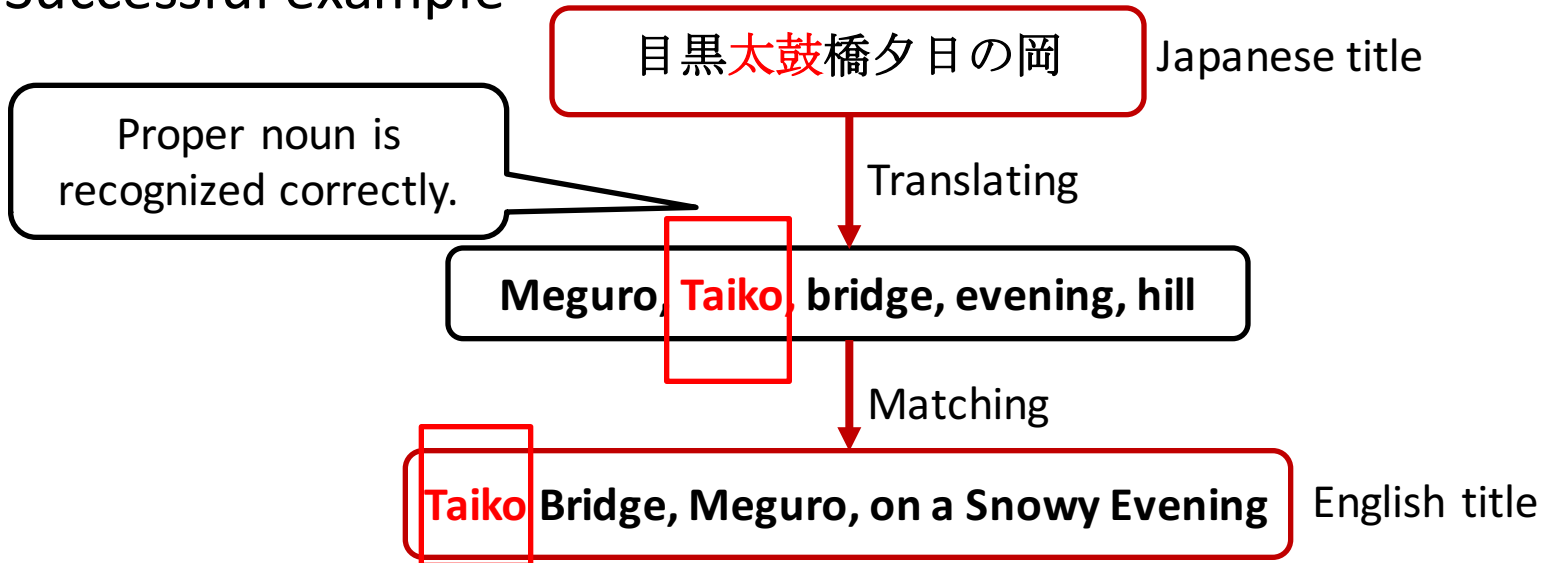 Successful example
目黒太鼓橋夕日の岡
Japanese title
Proper noun is
recognized correctly.
Translating
Meguro, Taiko, bridge, evening, hill
Matching
Taiko Bridge, Meguro, on a Snowy Evening
English title